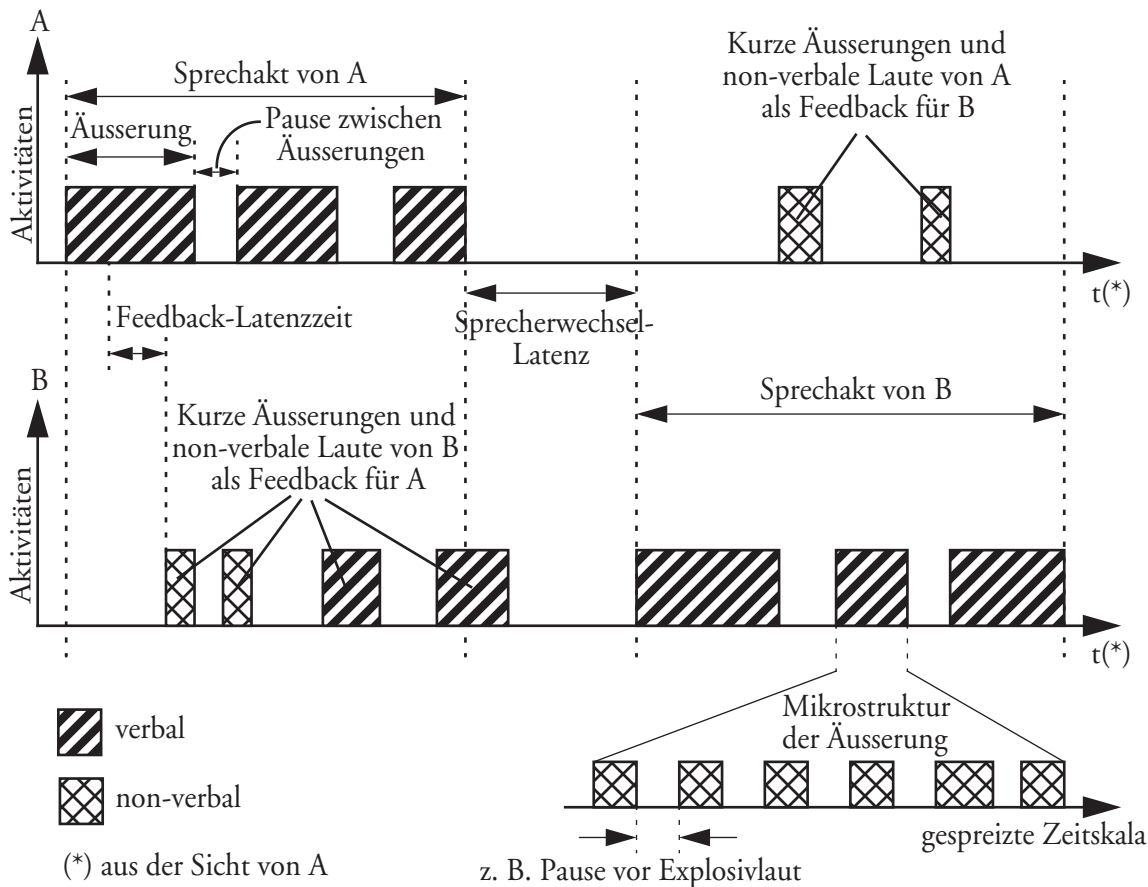 A
Aktivitäten
Sprechakt von A
Äusserung
Pause zwischen
Äusserungen
Kurze Äusserungen und
non-verbale Laute von A
als Feedback für B
t(*)
Feedback-Latenzzeit
Sprecherwechsel-
Latenz
B
Aktivitäten
Kurze Äusserungen und
non-verbale Laute von B
als Feedback für A
Sprechakt von B
t(*)
verbal
non-verbal
(*) aus der Sicht von A
Mikrostruktur
der Äusserung
gespreizte Zeitskala
z. B. Pause vor Explosivlaut